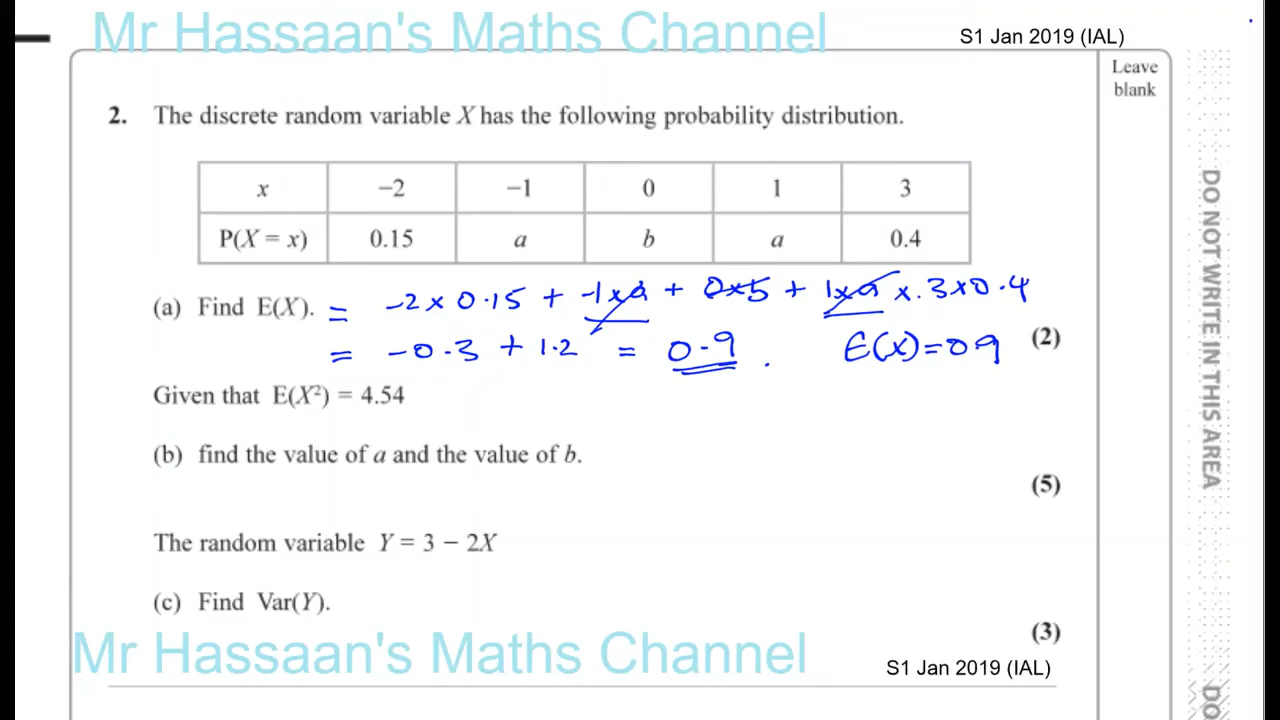 Mr Hassaan's Maths Channel
S1 Jan 2019 (IAL)
Leave
blank
2. The discrete random variable X has the following probability distribution.
x −2 −1 0 1 3
P(X = x) 0.15 a b a 0.4
(a) Find E(X). = -2 × 0.15 + -1×a + 0×b + 1×a × . 3×0.4
= -0.3 + 1.2 = 0.9 . E(X)=0.9
(2)
Given that E(X²) = 4.54
(b) find the value of a and the value of b.
(5)
The random variable Y = 3 − 2X
(c) Find Var(Y).
(3)
Mr Hassaan's Maths Channel
S1 Jan 2019 (IAL)
DO NOT WRITE IN THIS AREA
DO